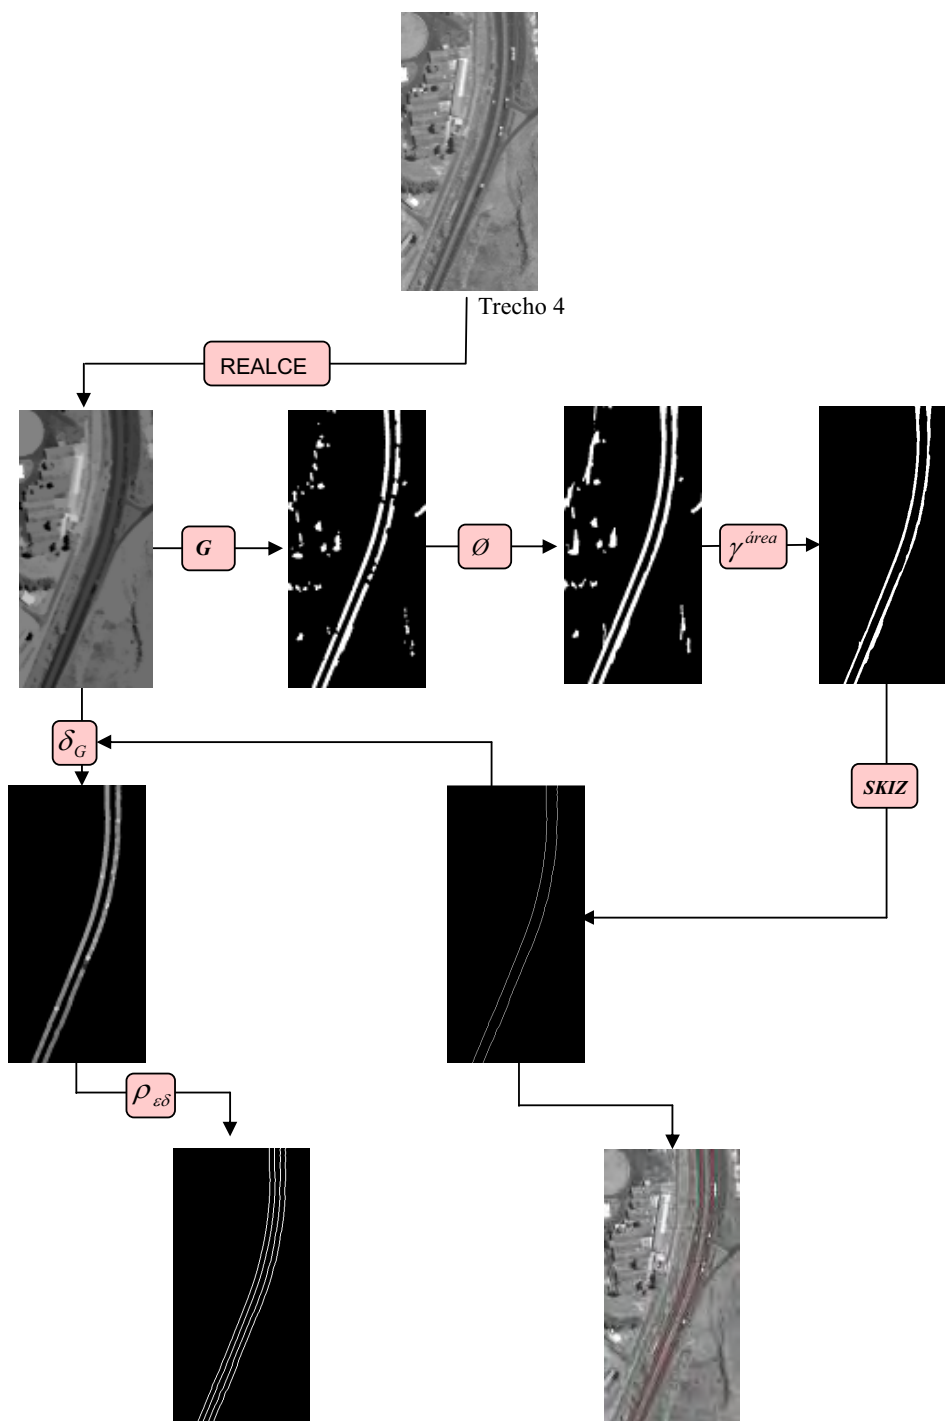 Trecho 4
REALCE
G
Ø
γ^área
δ_G
SKIZ
ρ_εδ